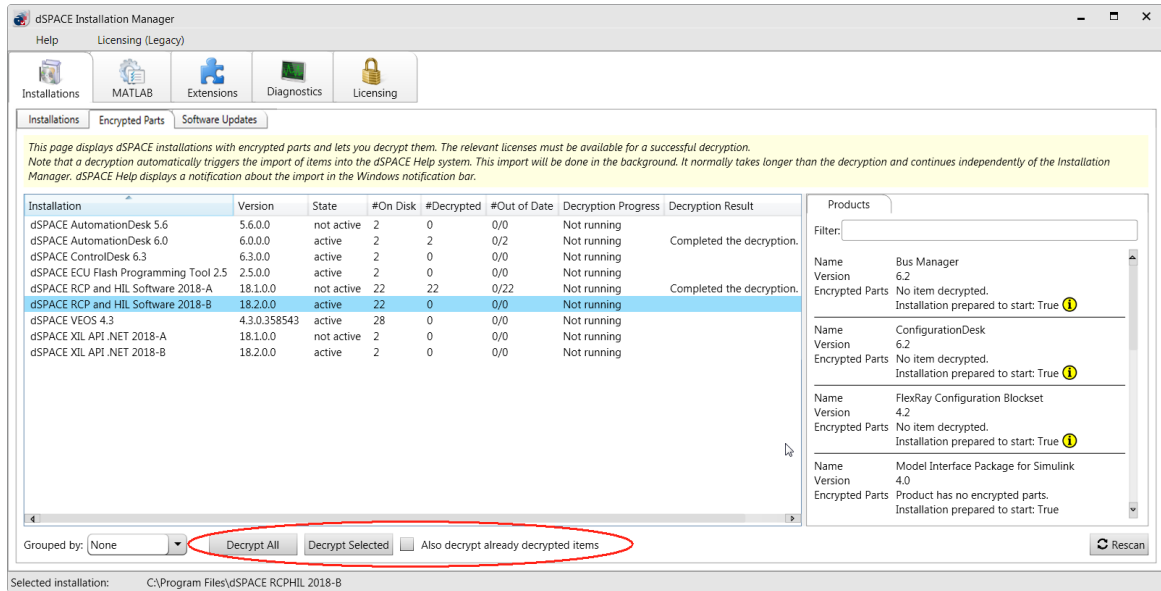 dSPACE Installation Manager
Help Licensing (Legacy)
Installations MATLAB Extensions Diagnostics Licensing
Installations Encrypted Parts Software Updates
This page displays dSPACE installations with encrypted parts and lets you decrypt them. The relevant licenses must be available for a successful decryption.
Note that a decryption automatically triggers the import of items into the dSPACE Help system. This import will be done in the background. It normally takes longer than the decryption and continues independently of the Installation
Manager. dSPACE Help displays a notification about the import in the Windows notification bar.
Installation Version State #On Disk #Decrypted #Out of Date Decryption Progress Decryption Result
dSPACE AutomationDesk 5.6 5.6.0.0 not active 2 0 0/0 Not running
dSPACE AutomationDesk 6.0 6.0.0.0 active 2 2 0/2 Not running Completed the decryption.
dSPACE ControlDesk 6.3 6.3.0.0 active 2 0 0/0 Not running
dSPACE ECU Flash Programming Tool 2.5 2.5.0.0 active 2 0 0/0 Not running
dSPACE RCP and HIL Software 2018-A 18.1.0.0 not active 22 22 0/22 Not running Completed the decryption.
dSPACE RCP and HIL Software 2018-B 18.2.0.0 active 22 0 0/0 Not running
dSPACE VEOS 4.3 4.3.0.358543 active 28 0 0/0 Not running
dSPACE XIL API .NET 2018-A 18.1.0.0 not active 2 0 0/0 Not running
dSPACE XIL API .NET 2018-B 18.2.0.0 active 2 0 0/0 Not running
Products
Filter:
Name Bus Manager
Version 6.2
Encrypted Parts No item decrypted.
Installation prepared to start: True
Name ConfigurationDesk
Version 6.2
Encrypted Parts No item decrypted.
Installation prepared to start: True
Name FlexRay Configuration Blockset
Version 4.2
Encrypted Parts No item decrypted.
Installation prepared to start: True
Name Model Interface Package for Simulink
Version 4.0
Encrypted Parts Product has no encrypted parts.
Installation prepared to start: True
Grouped by: None Decrypt All Decrypt Selected Also decrypt already decrypted items Rescan
Selected installation: C:\Program Files\dSPACE RCPHIL 2018-B